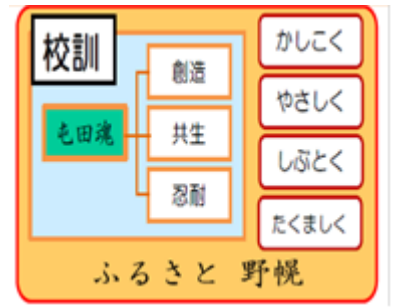 校訓
屯田魂
創造
共生
忍耐
かしこく
やさしく
しぶとく
たくましく
ふるさと 野幌